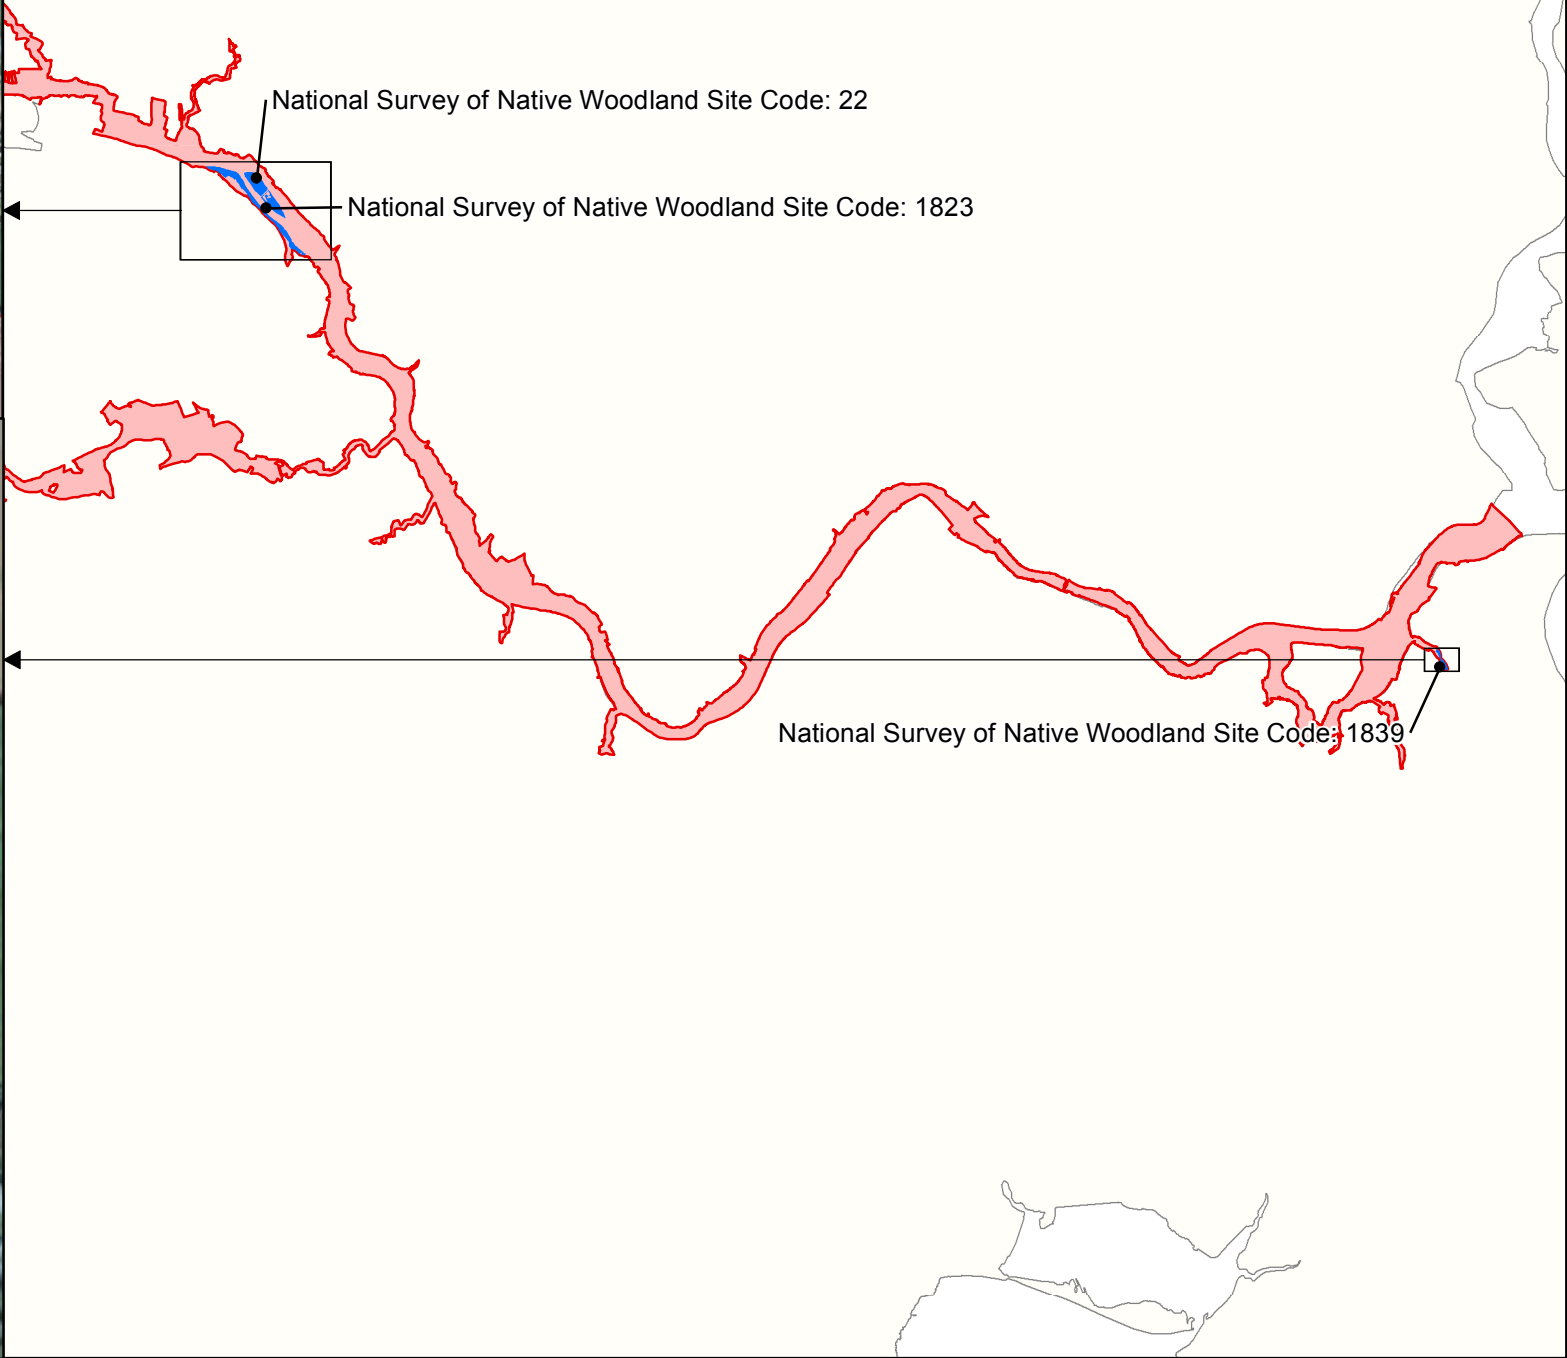 National Survey of Native Woodland Site Code: 22
National Survey of Native Woodland Site Code: 1823
National Survey of Native Woodland Site Code: 1839